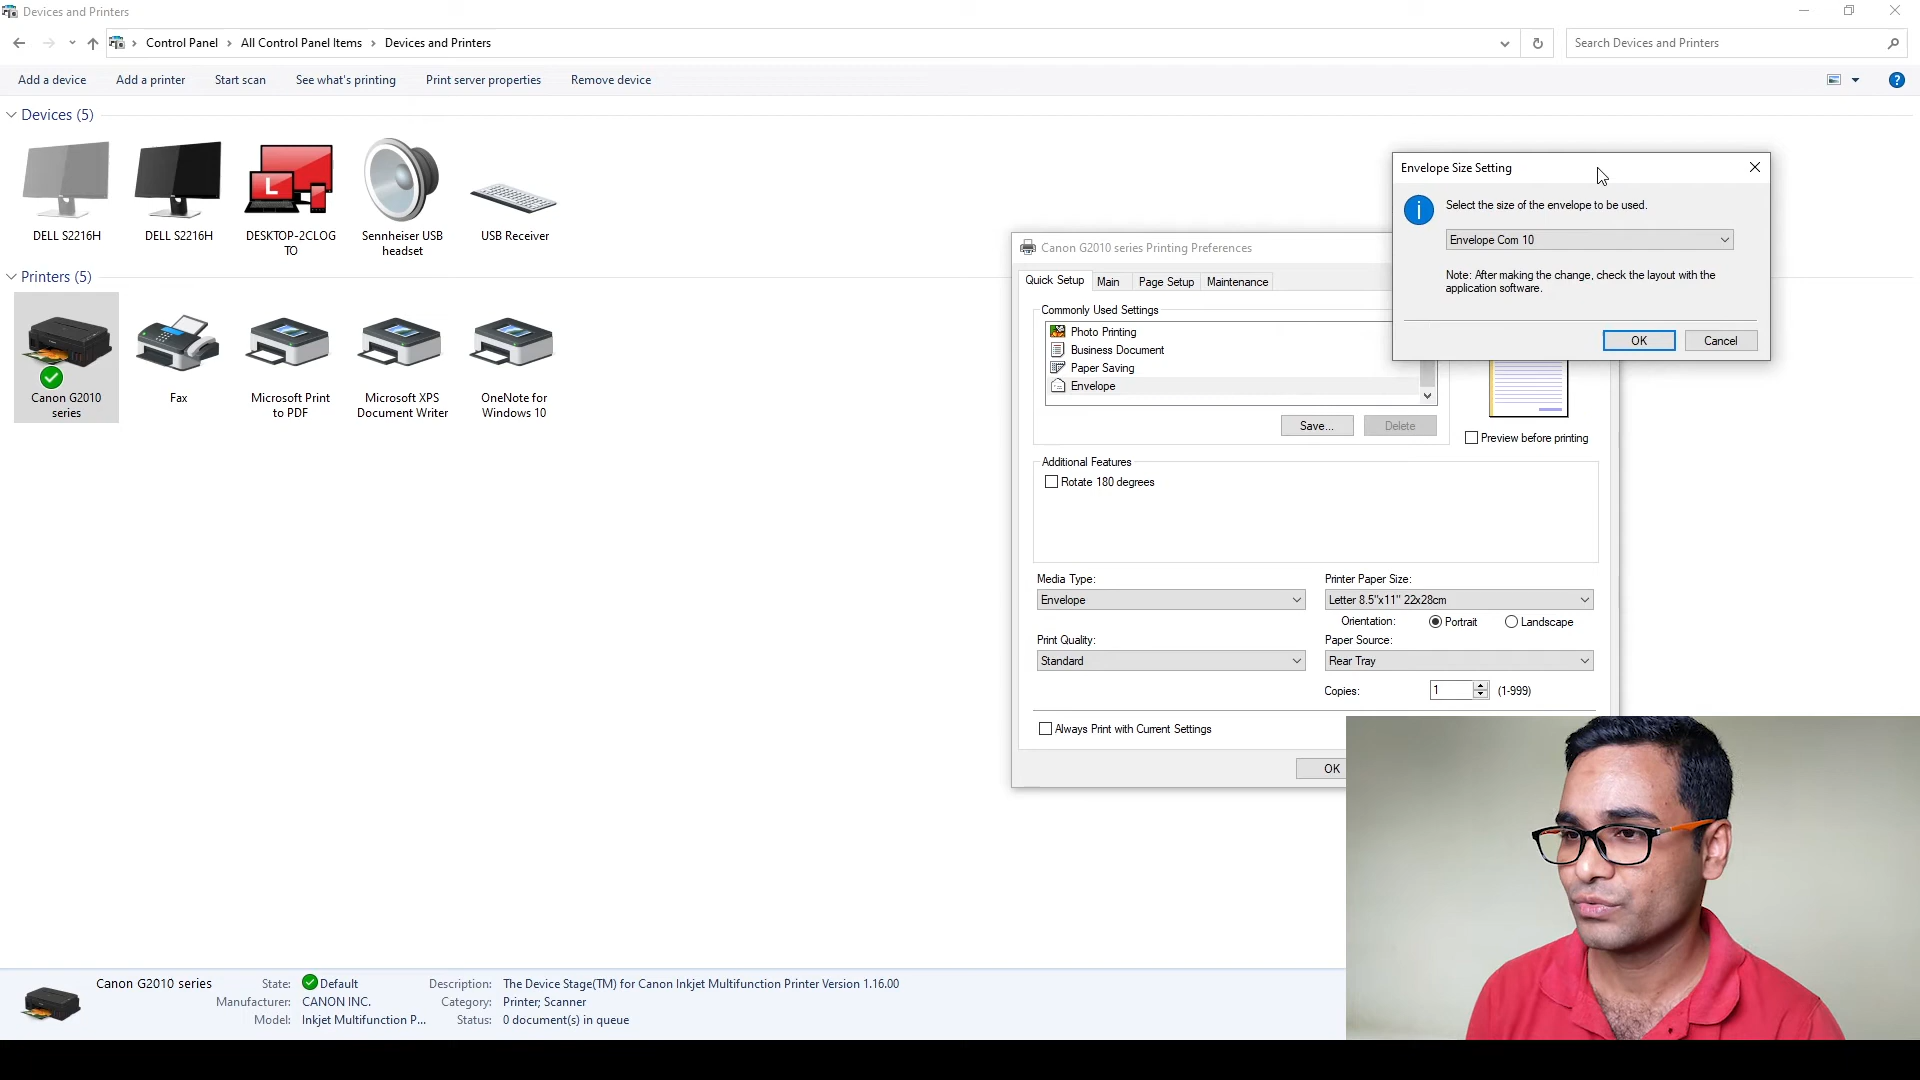 Devices and Printers
Control Panel > All Control Panel Items > Devices and Printers
Search Devices and Printers
Add a device Add a printer Start scan See what's printing Print server properties Remove device
Devices (5)
DELL S2216H
DELL S2216H
DESKTOP-2CLOG
TO
Sennheiser USB
headset
USB Receiver
Printers (5)
Canon G2010
series
Fax
Microsoft Print
to PDF
Microsoft XPS
Document Writer
OneNote for
Windows 10
Envelope Size Setting
Select the size of the envelope to be used.
Envelope Com 10
Note: After making the change, check the layout with the
application software.
OK Cancel
Canon G2010 series Printing Preferences
Quick Setup Main Page Setup Maintenance
Commonly Used Settings
Photo Printing
Business Document
Paper Saving
Envelope
Save... Delete
Preview before printing
Additional Features
Rotate 180 degrees
Media Type: Printer Paper Size:
Envelope Letter 8.5"x11" 22x28cm
Orientation: Portrait Landscape
Print Quality: Paper Source:
Standard Rear Tray
Copies: 1 (1-999)
Always Print with Current Settings
OK
Canon G2010 series State: Default Description: The Device Stage(TM) for Canon Inkjet Multifunction Printer Version 1.16.00
Manufacturer: CANON INC. Category: Printer; Scanner
Model: Inkjet Multifunction P... Status: 0 document(s) in queue